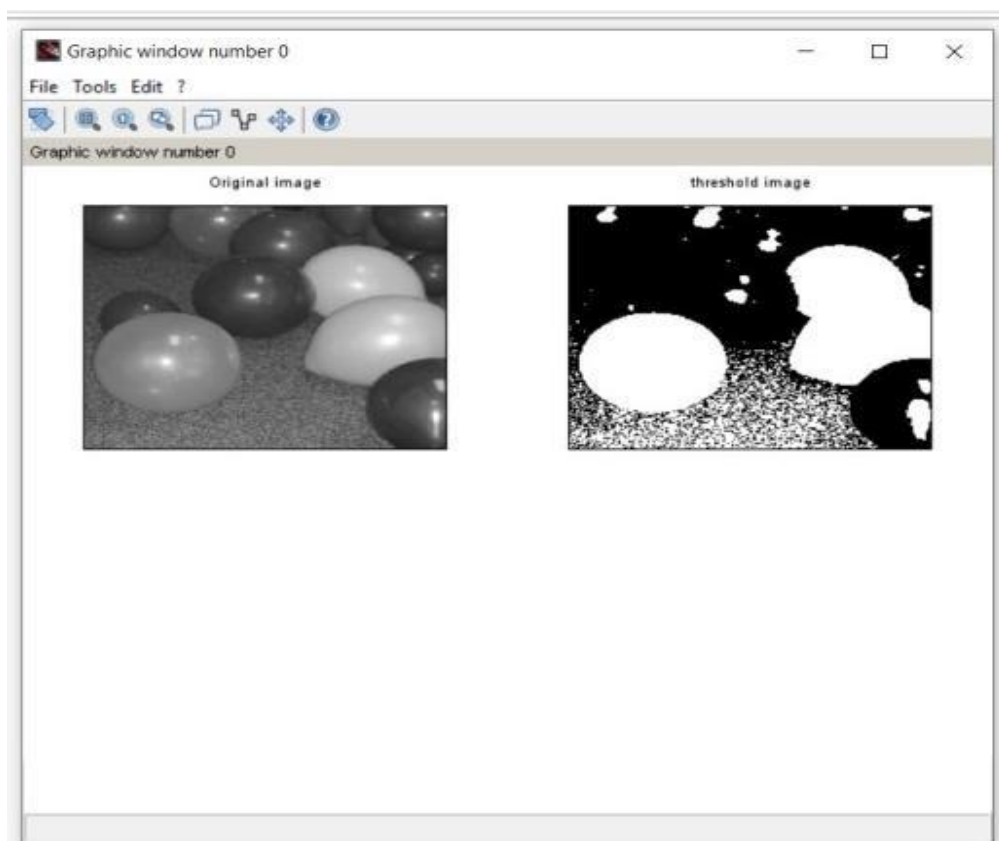 Graphic window number 0
File Tools Edit ?
Graphic window number 0
Original image
threshold image